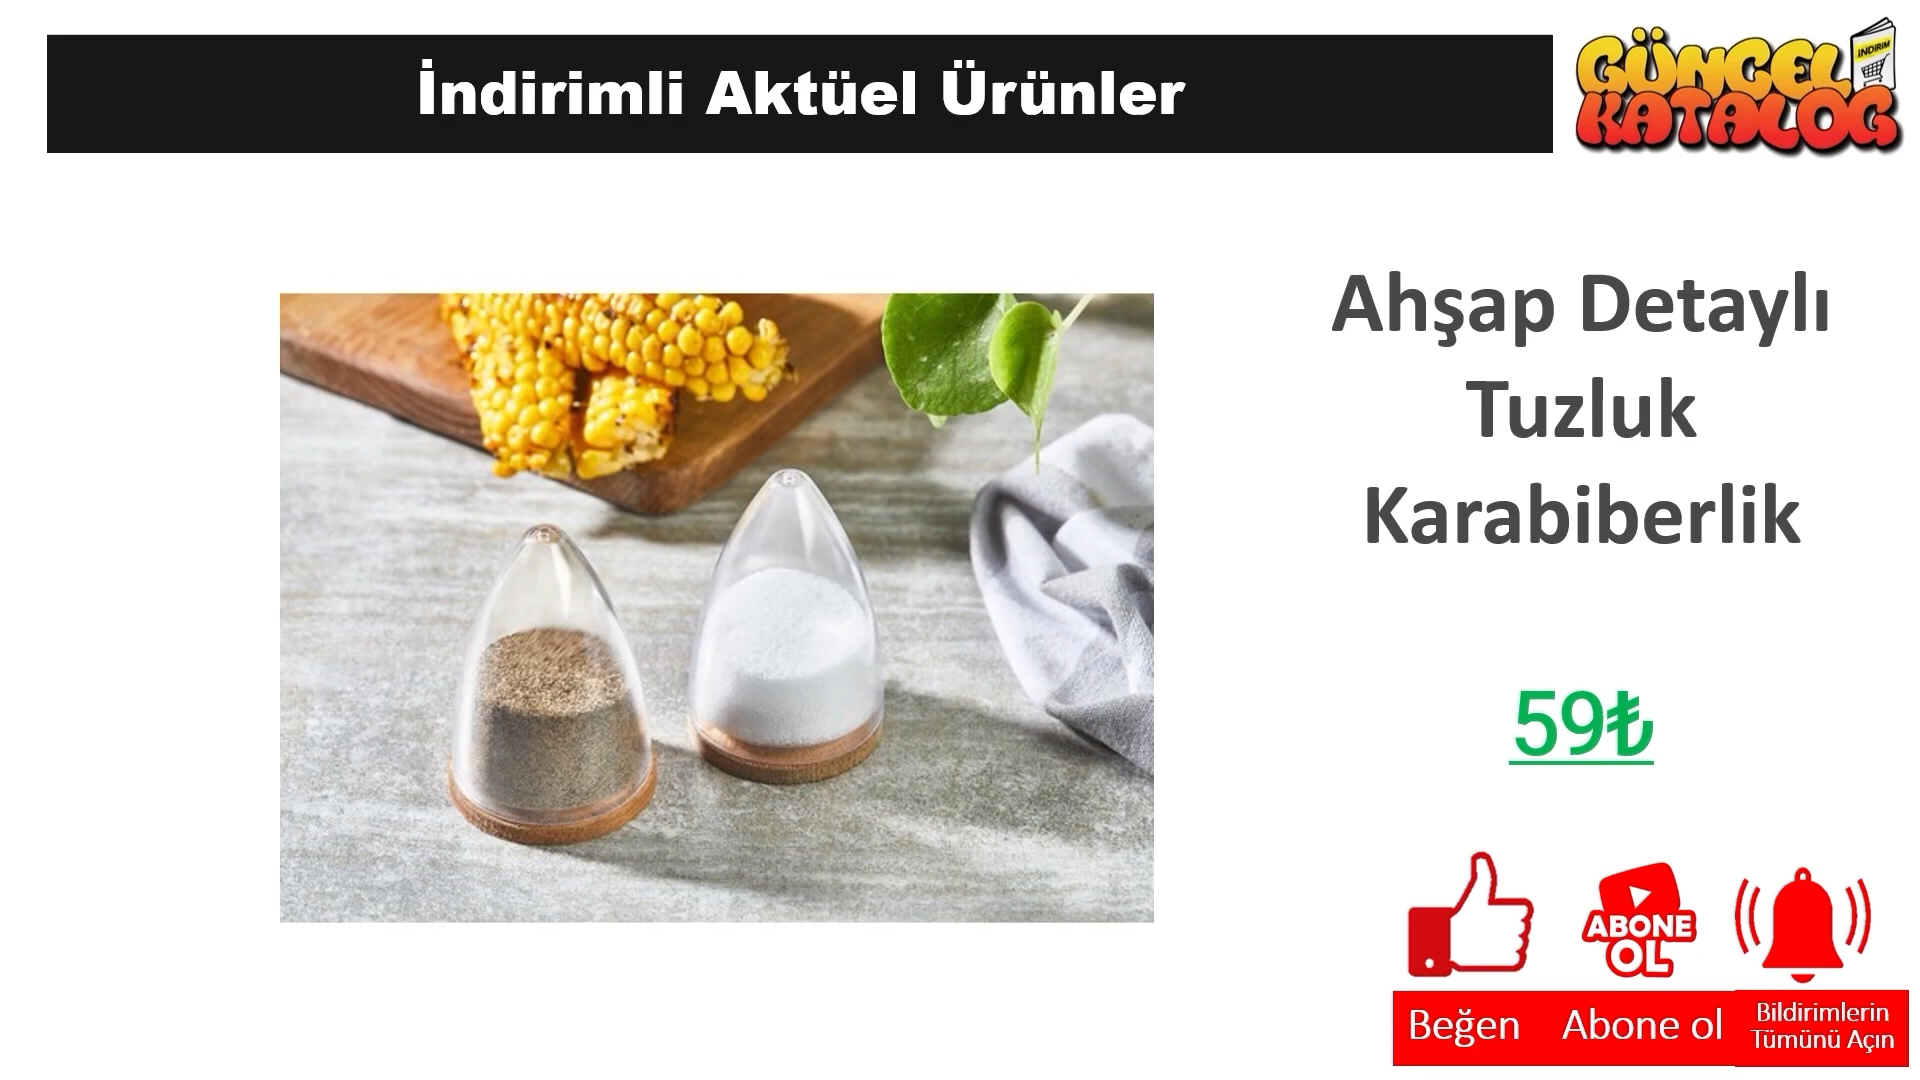 İndirimli Aktüel Ürünler
GÜNCEL
KATALOG
İNDİRİM
Ahşap Detaylı
Tuzluk
Karabiberlik
59₺
ABONE
OL
Beğen
Abone ol
Bildirimlerin
Tümünü Açın